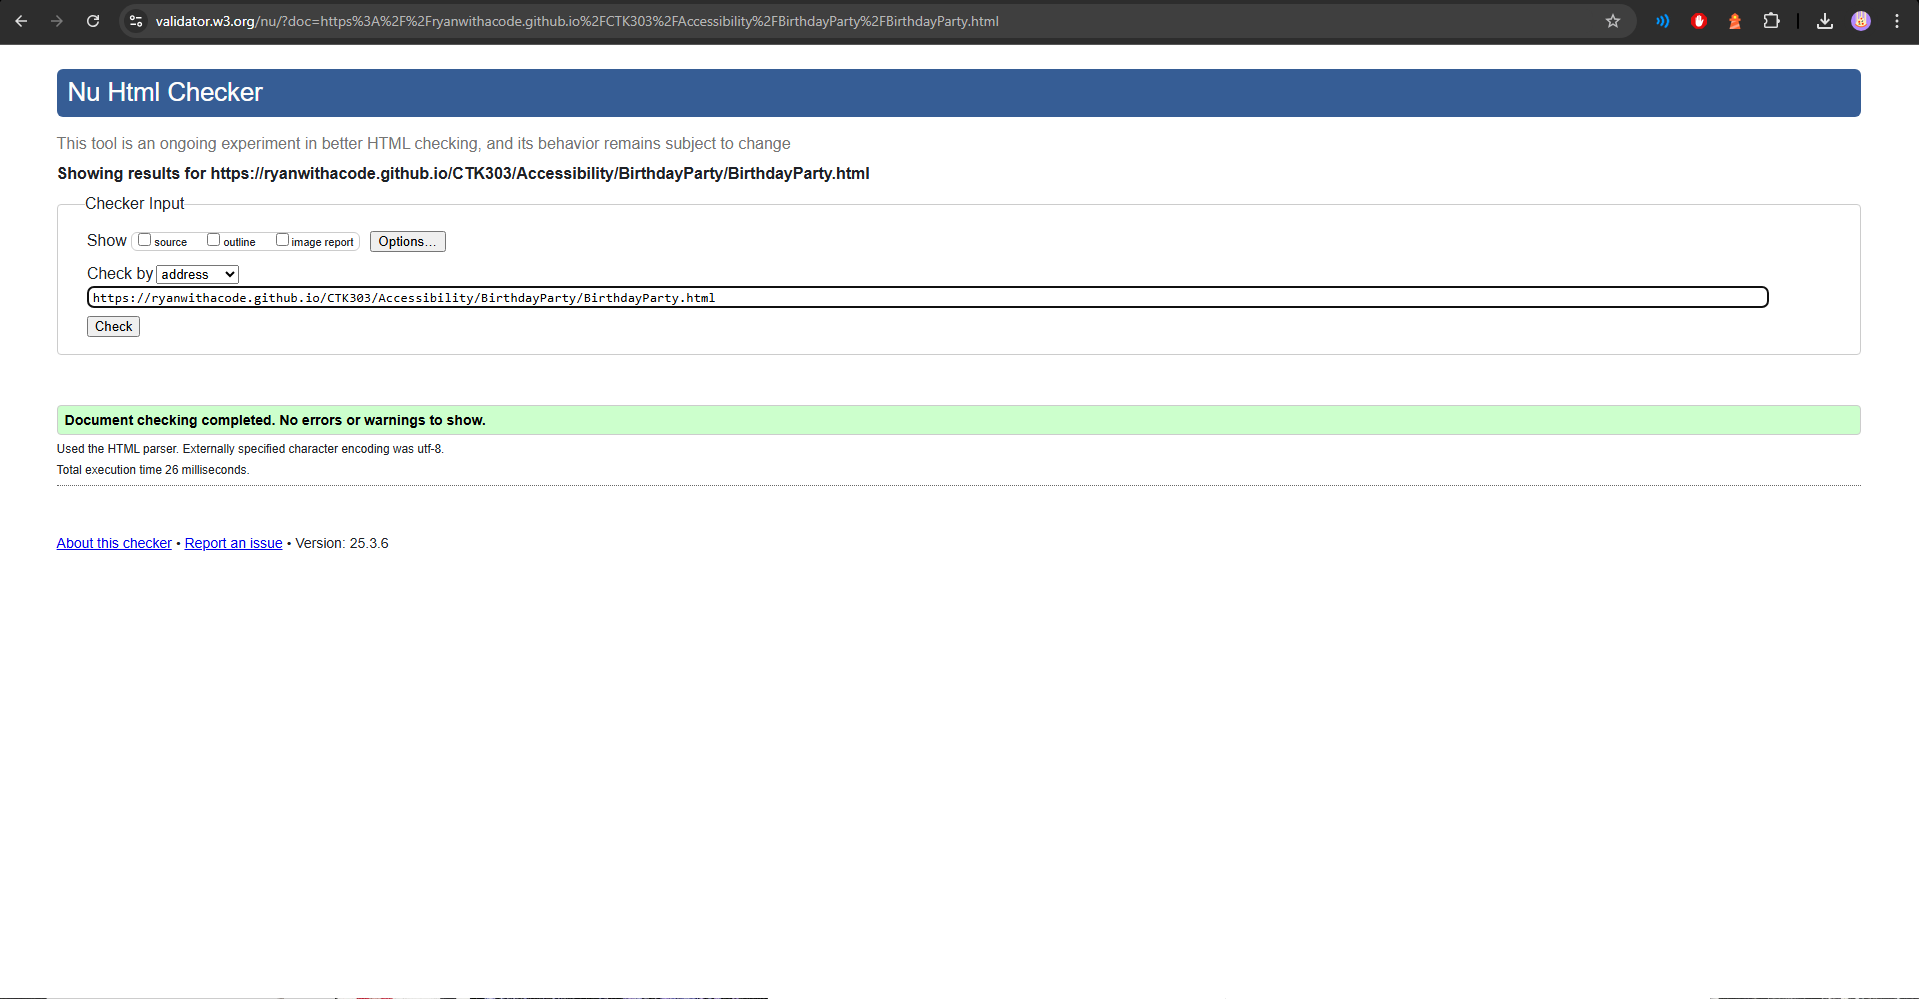 validator.w3.org/nu/?doc=https%3A%2F%2Fryanwithacode.github.io%2FCTK303%2FAccessibility%2FBirthdayParty%2FBirthdayParty.html
Nu Html Checker
This tool is an ongoing experiment in better HTML checking, and its behavior remains subject to change
Showing results for https://ryanwithacode.github.io/CTK303/Accessibility/BirthdayParty/BirthdayParty.html
Checker Input
Show source outline image report Options...
Check by address
https://ryanwithacode.github.io/CTK303/Accessibility/BirthdayParty/BirthdayParty.html
Check
Document checking completed. No errors or warnings to show.
Used the HTML parser. Externally specified character encoding was utf-8.
Total execution time 26 milliseconds.
About this checker • Report an issue • Version: 25.3.6